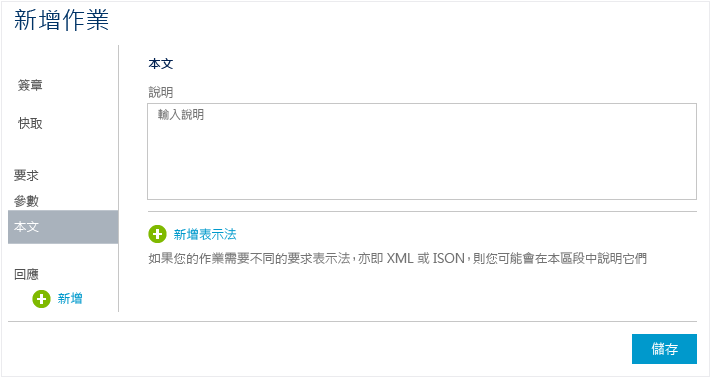 新增作業
簽章
快取
要求
參數
本文
回應
新增
本文
說明
輸入說明
新增表示法
如果您的作業需要不同的要求表示法，亦即 XML 或 ISON，則您可能會在本區段中說明它們
儲存